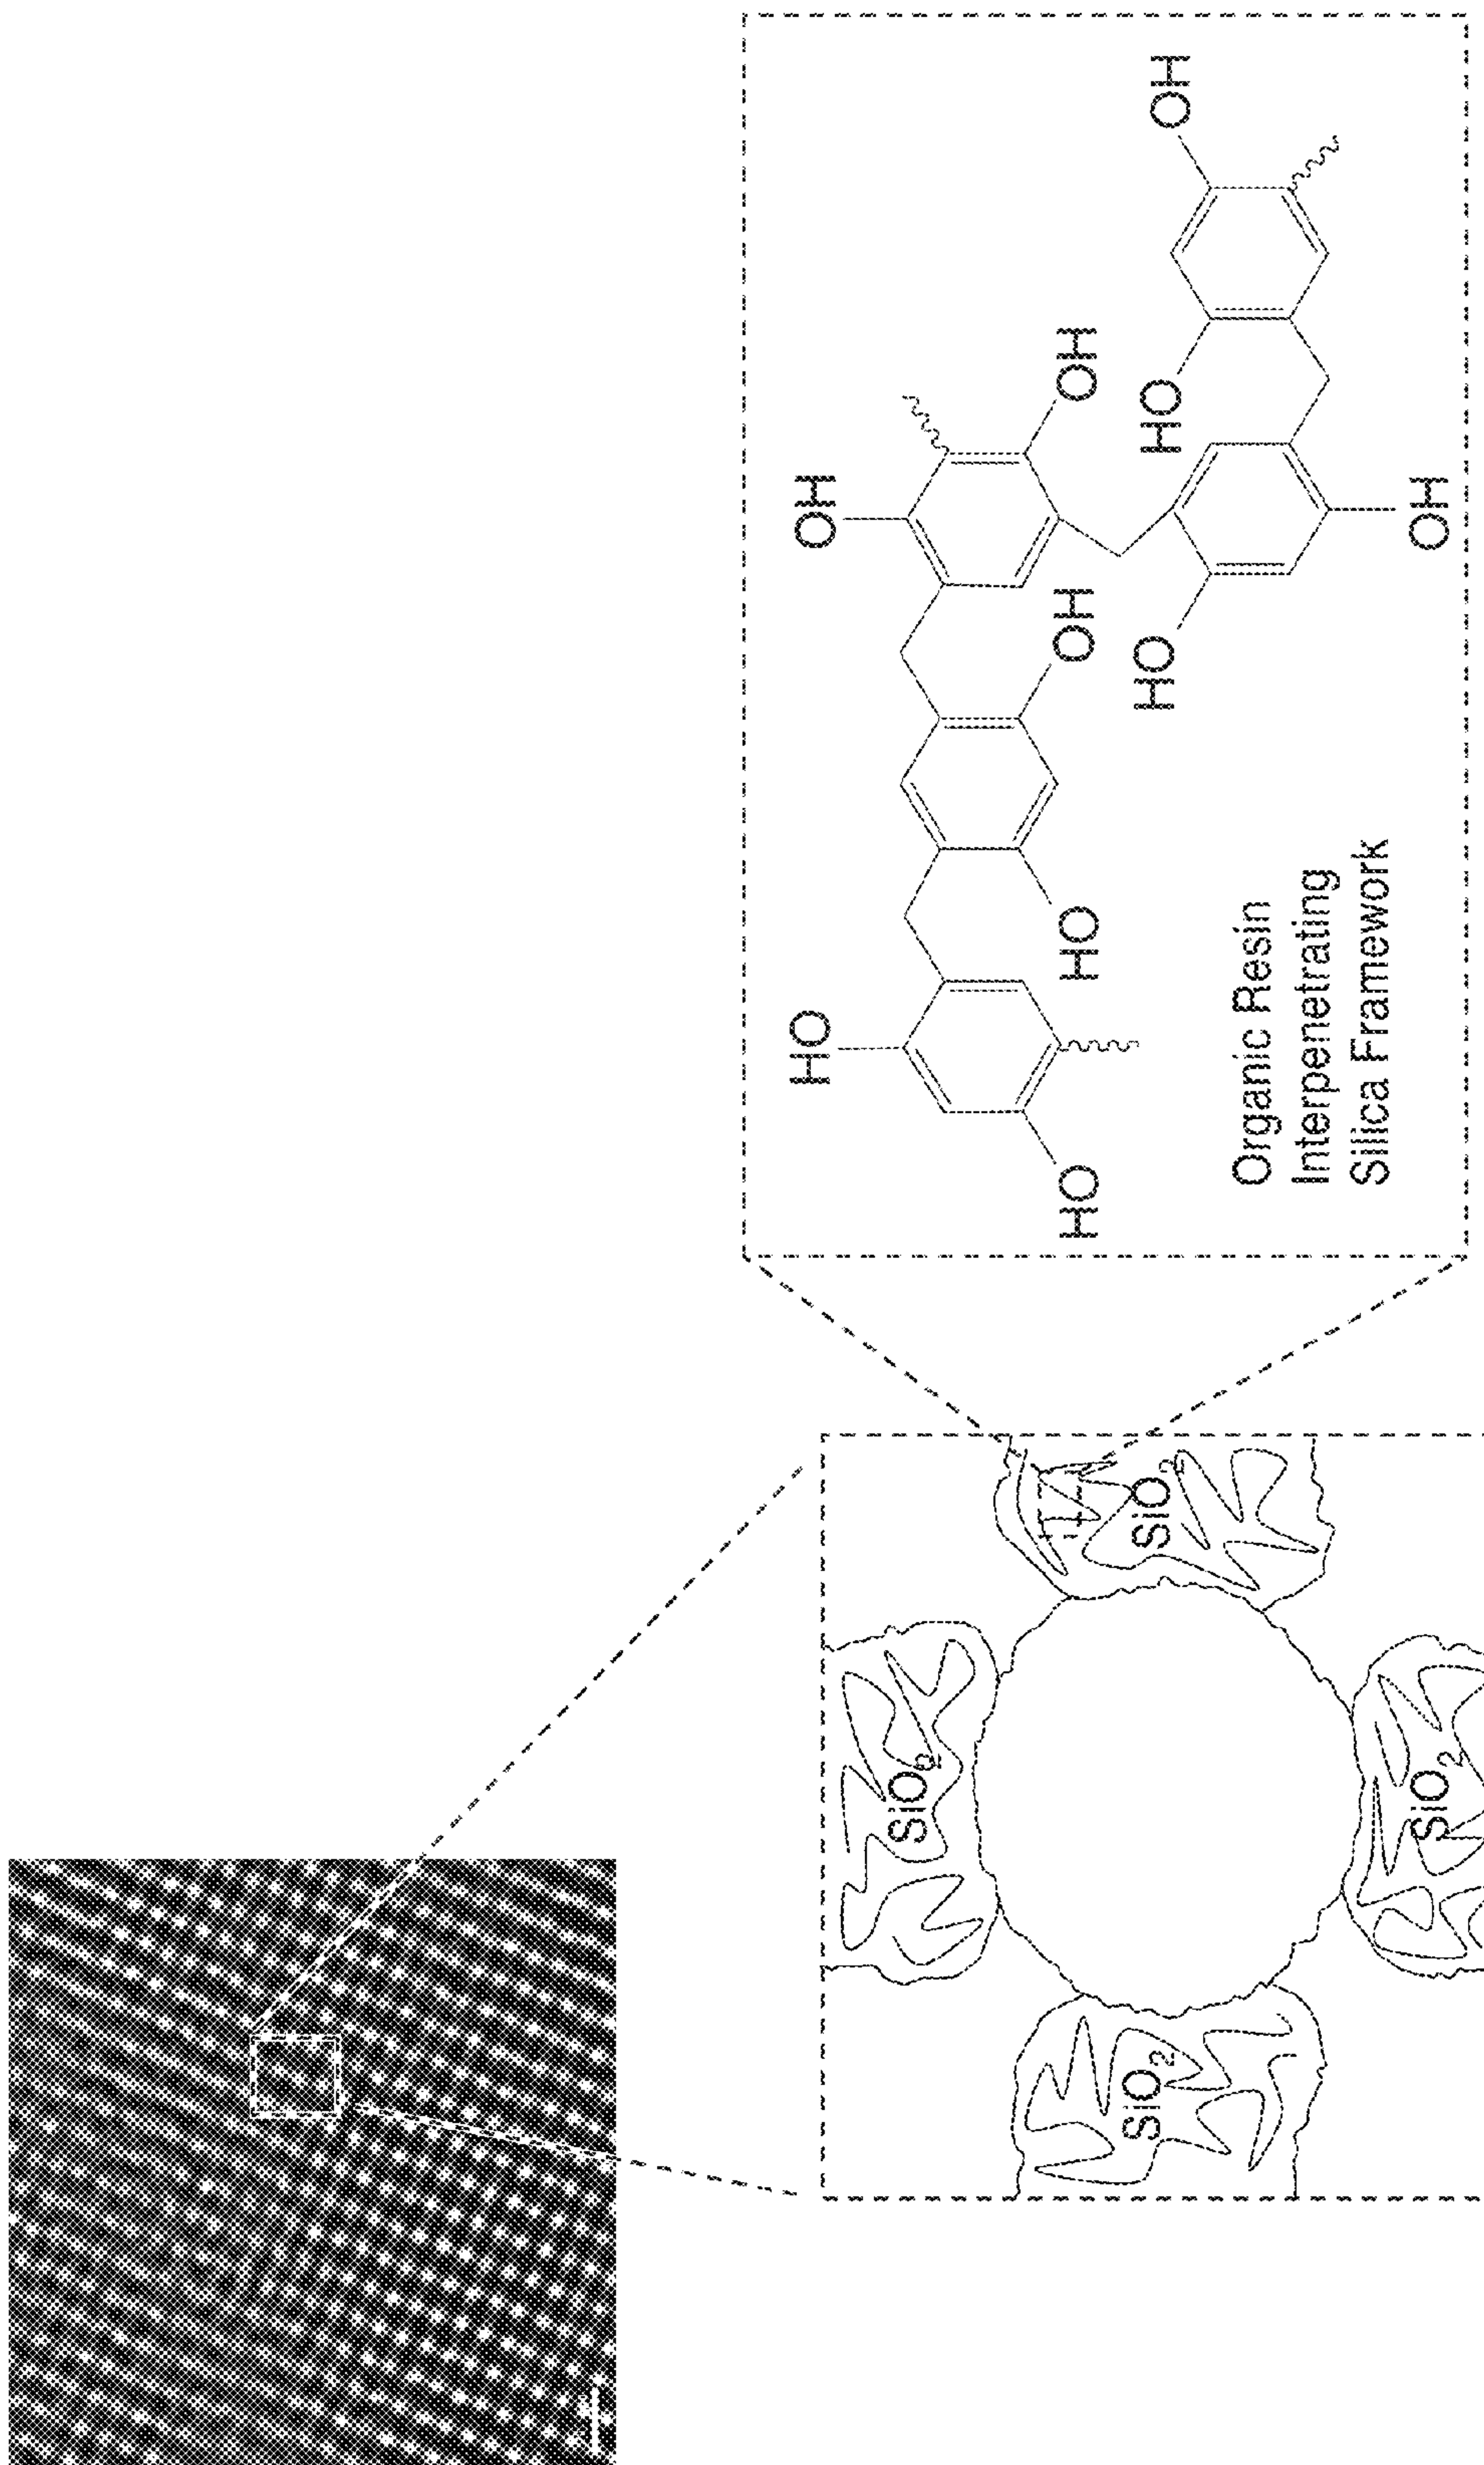 SiO₂
SiO₂
SiO₂
SiO₂
HO
OH
HO
HO
OH
OH
HO
HO
OH
OH
Organic Resin
Interpenetrating
Silica Framework